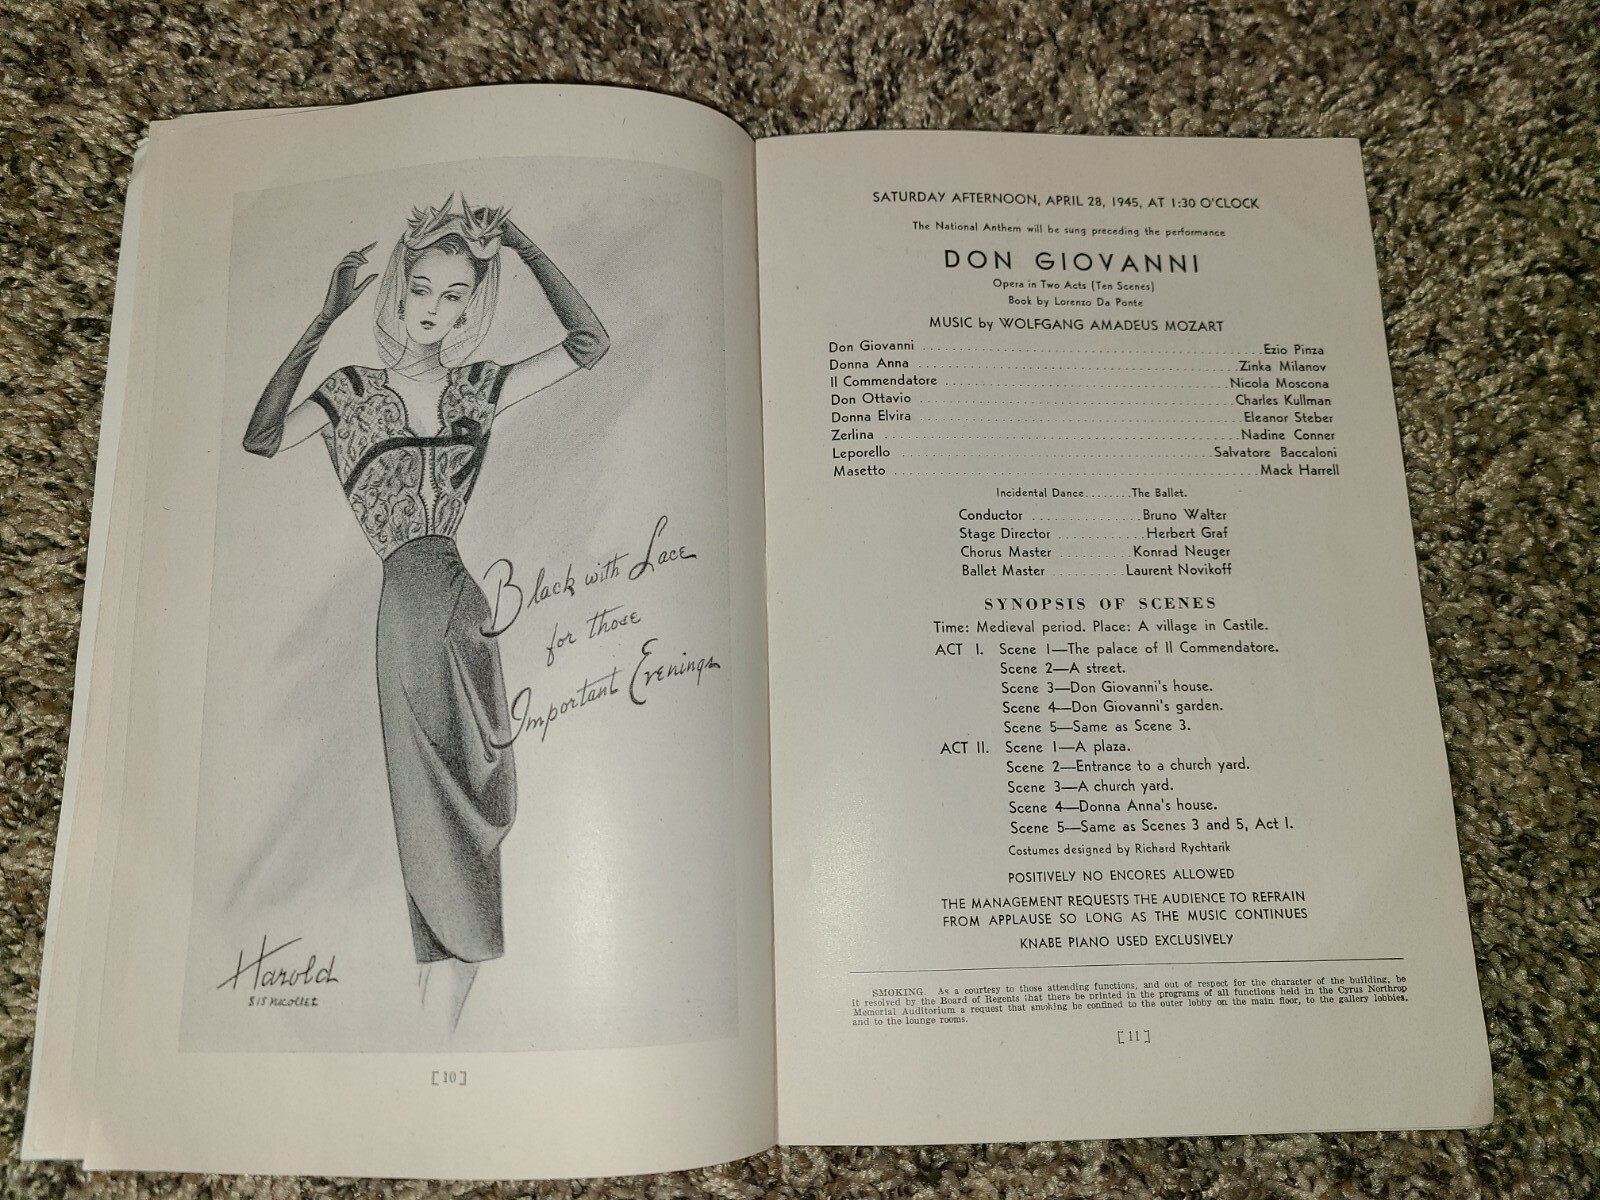 Black with Lace
for those
Important Evenings
Harold
815 NICOLLET
[10]
SATURDAY AFTERNOON, APRIL 28, 1945, AT 1:30 O'CLOCK
The National Anthem will be sung preceding the performance
DON GIOVANNI
Opera in Two Acts (Ten Scenes)
Book by Lorenzo Da Ponte
MUSIC by WOLFGANG AMADEUS MOZART
Don Giovanni ........ Ezio Pinza
Donna Anna ........ Zinka Milanov
Il Commendatore ........ Nicola Moscona
Don Ottavio ........ Charles Kullman
Donna Elvira ........ Eleanor Steber
Zerlina ........ Nadine Conner
Leporello ........ Salvatore Baccaloni
Masetto ........ Mack Harrell
Incidental Dance........The Ballet.
Conductor ........ Bruno Walter
Stage Director ........ Herbert Graf
Chorus Master ........ Konrad Neuger
Ballet Master ........ Laurent Novikoff
SYNOPSIS OF SCENES
Time: Medieval period. Place: A village in Castile.
ACT I. Scene 1—The palace of Il Commendatore.
Scene 2—A street.
Scene 3—Don Giovanni's house.
Scene 4—Don Giovanni's garden.
Scene 5—Same as Scene 3.
ACT II. Scene 1—A plaza.
Scene 2—Entrance to a church yard.
Scene 3—A church yard.
Scene 4—Donna Anna's house.
Scene 5—Same as Scenes 3 and 5, Act I.
Costumes designed by Richard Rychtarik
POSITIVELY NO ENCORES ALLOWED
THE MANAGEMENT REQUESTS THE AUDIENCE TO REFRAIN
FROM APPLAUSE SO LONG AS THE MUSIC CONTINUES
KNABE PIANO USED EXCLUSIVELY
SMOKING. As a courtesy to those attending functions, and out of respect for the character of the building, be
it resolved by the Board of Regents that there be printed in the programs of all functions held in the Cyrus Northrop
Memorial Auditorium a request that smoking be confined to the outer lobby on the main floor, to the gallery lobbies,
and to the lounge rooms.
[11]